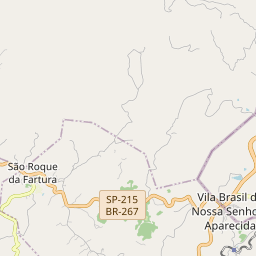 São Roque
da Fartura
SP-215
BR-267
Vila Brasil d
Nossa Senho
Aparecida